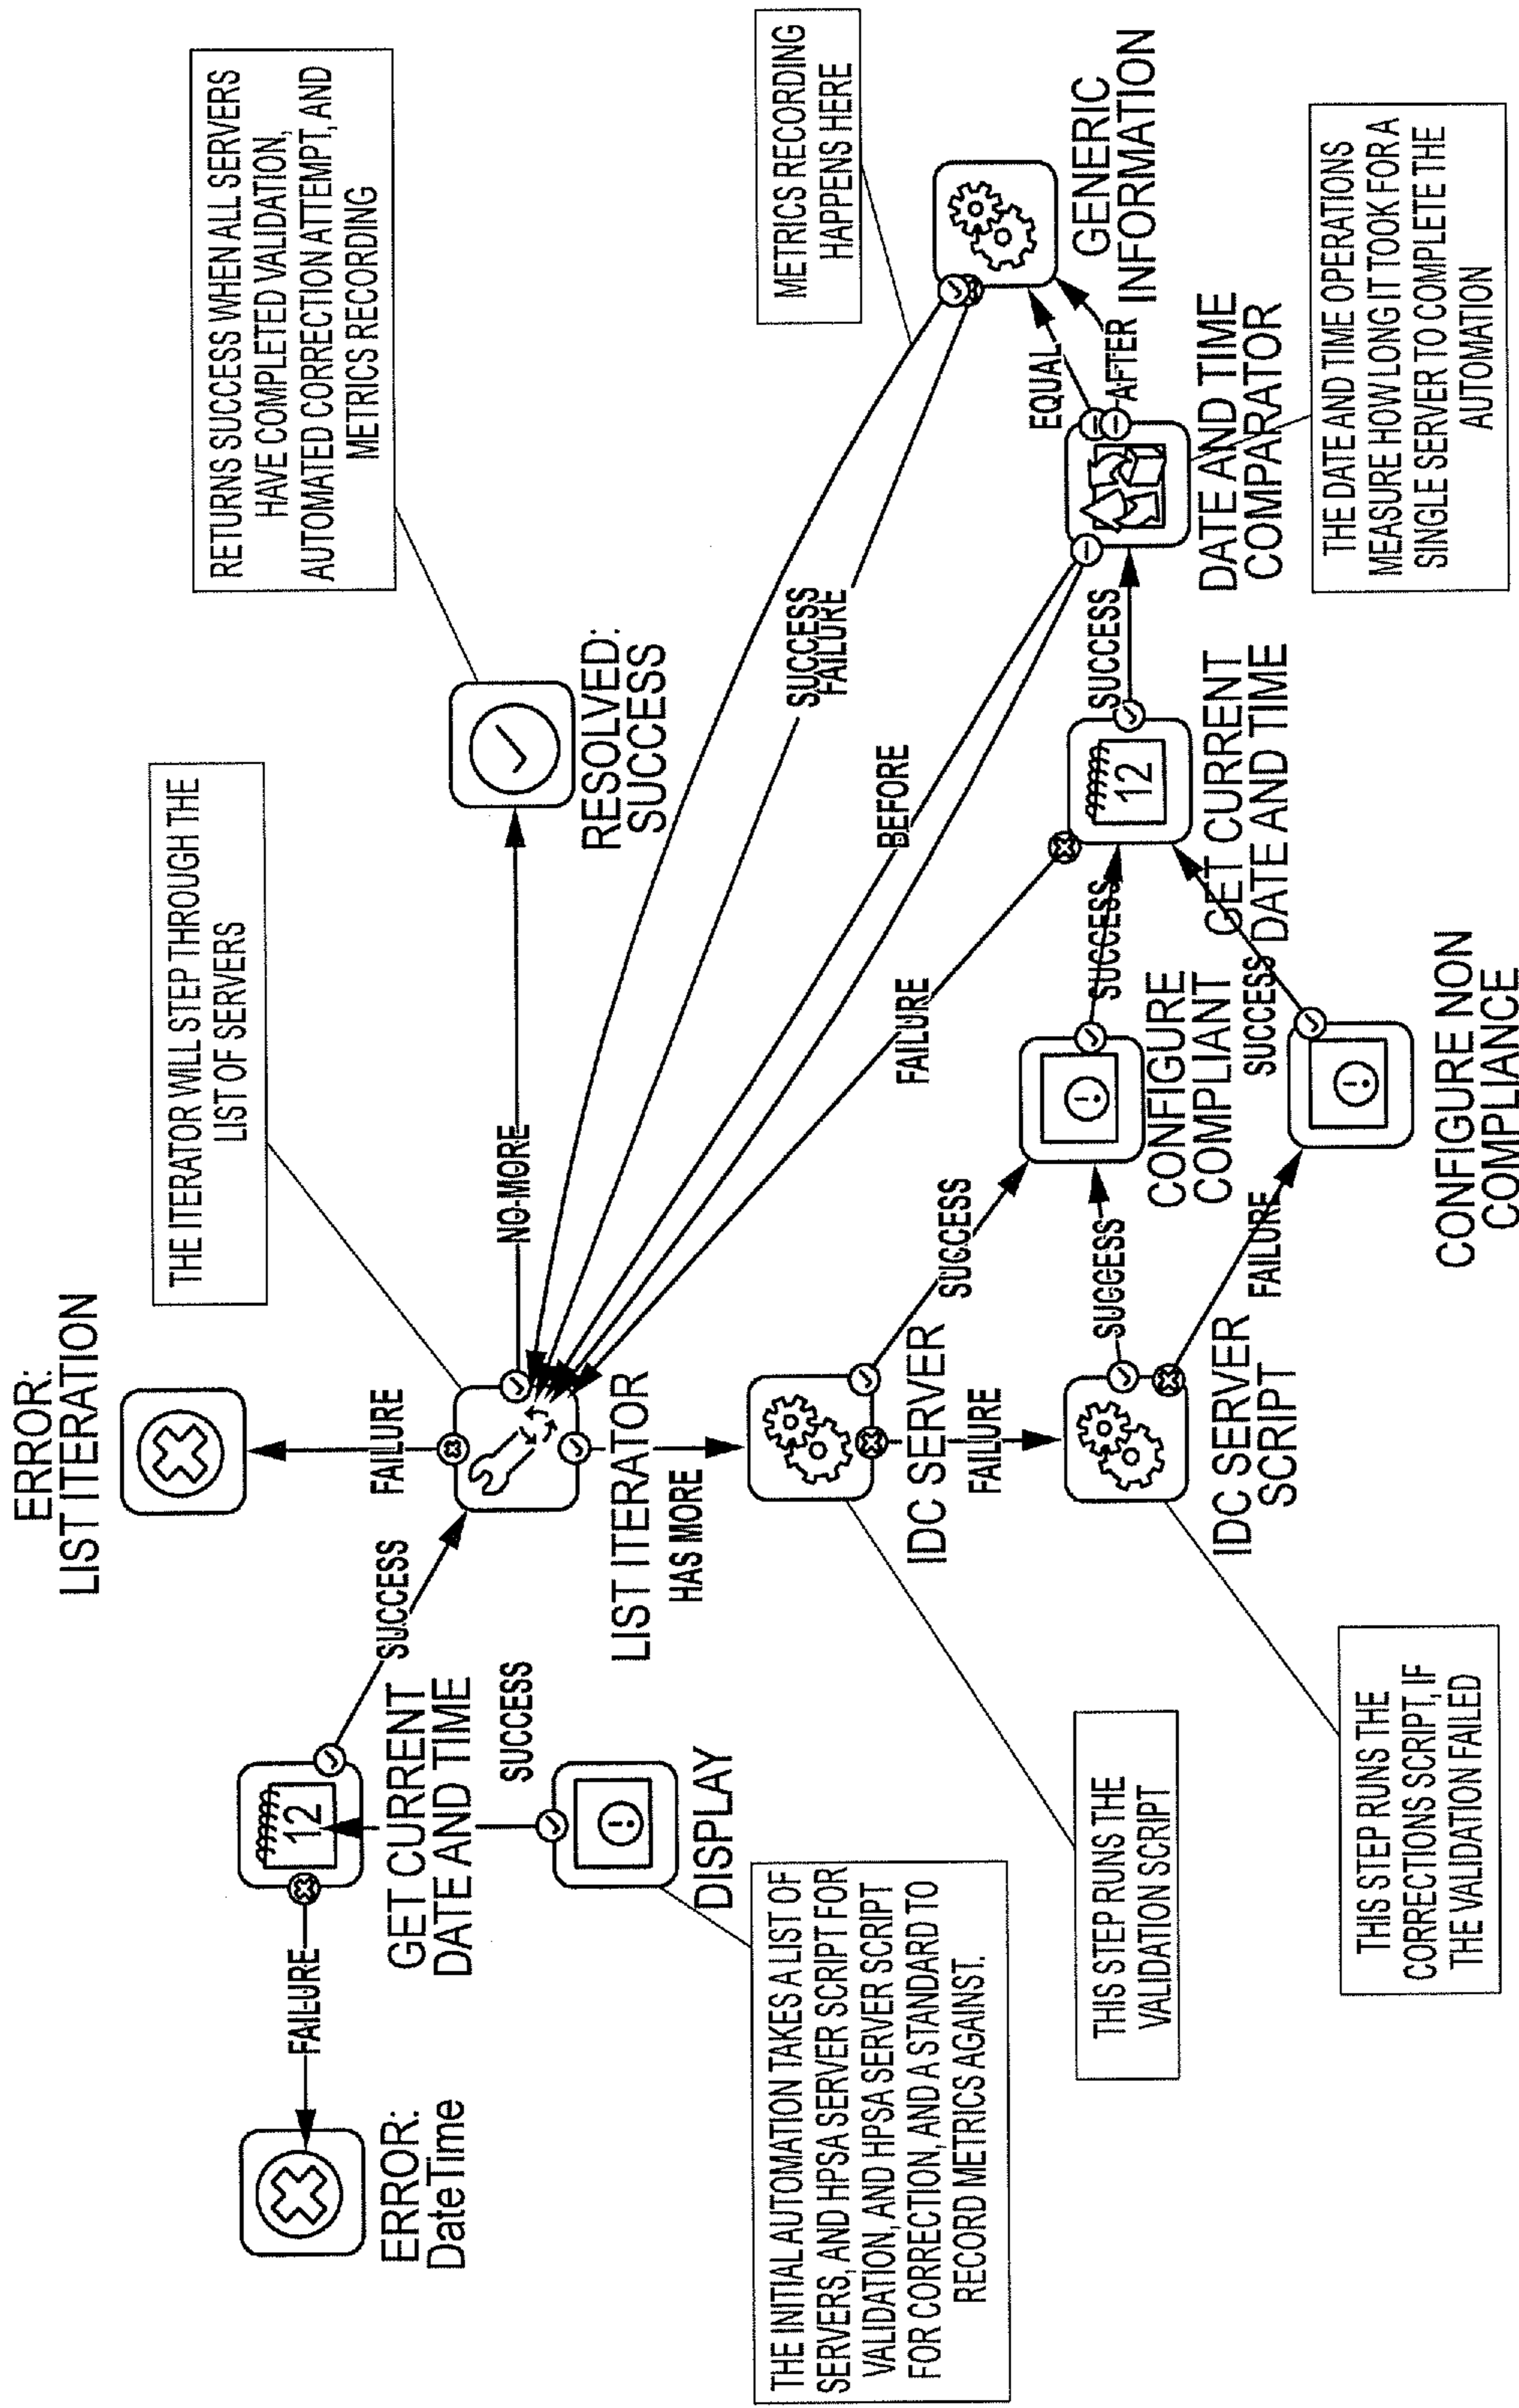 ERROR:
LIST ITERATION
THE ITERATOR WILL STEP THROUGH THE
LIST OF SERVERS
RETURNS SUCCESS WHEN ALL SERVERS
HAVE COMPLETED VALIDATION,
AUTOMATED CORRECTION ATTEMPT, AND
METRICS RECORDING
FAILURE
12
ERROR:
DateTime
GET CURRENT
DATE AND TIME
SUCCESS
FAILURE
NO MORE
RESOLVED:
SUCCESS
SUCCESS
DISPLAY
LIST ITERATOR
HAS MORE
SUCCESS
FAILURE
METRICS RECORDING
HAPPENS HERE
THE INITIAL AUTOMATION TAKES A LIST OF
SERVERS, AND HPSA SERVER SCRIPT FOR
VALIDATION, AND HPSA SERVER SCRIPT
FOR CORRECTION, AND A STANDARD TO
RECORD METRICS AGAINST.
IDC SERVER
SUCCESS
FAILURE
BEFORE
FAILURE
EQUAL
AFTER
GENERIC
INFORMATION
THIS STEP RUNS THE
VALIDATION SCRIPT
SUCCESS
CONFIGURE
COMPLIANT
SUCCESS
12
GET CURRENT
DATE AND TIME
SUCCESS
DATE AND TIME
COMPARATOR
IDC SERVER
SCRIPT
FAILURE
SUCCESS
CONFIGURE NON
COMPLIANCE
THIS STEP RUNS THE
CORRECTIONS SCRIPT, IF
THE VALIDATION FAILED
THE DATE AND TIME OPERATIONS
MEASURE HOW LONG IT TOOK FOR A
SINGLE SERVER TO COMPLETE THE
AUTOMATION